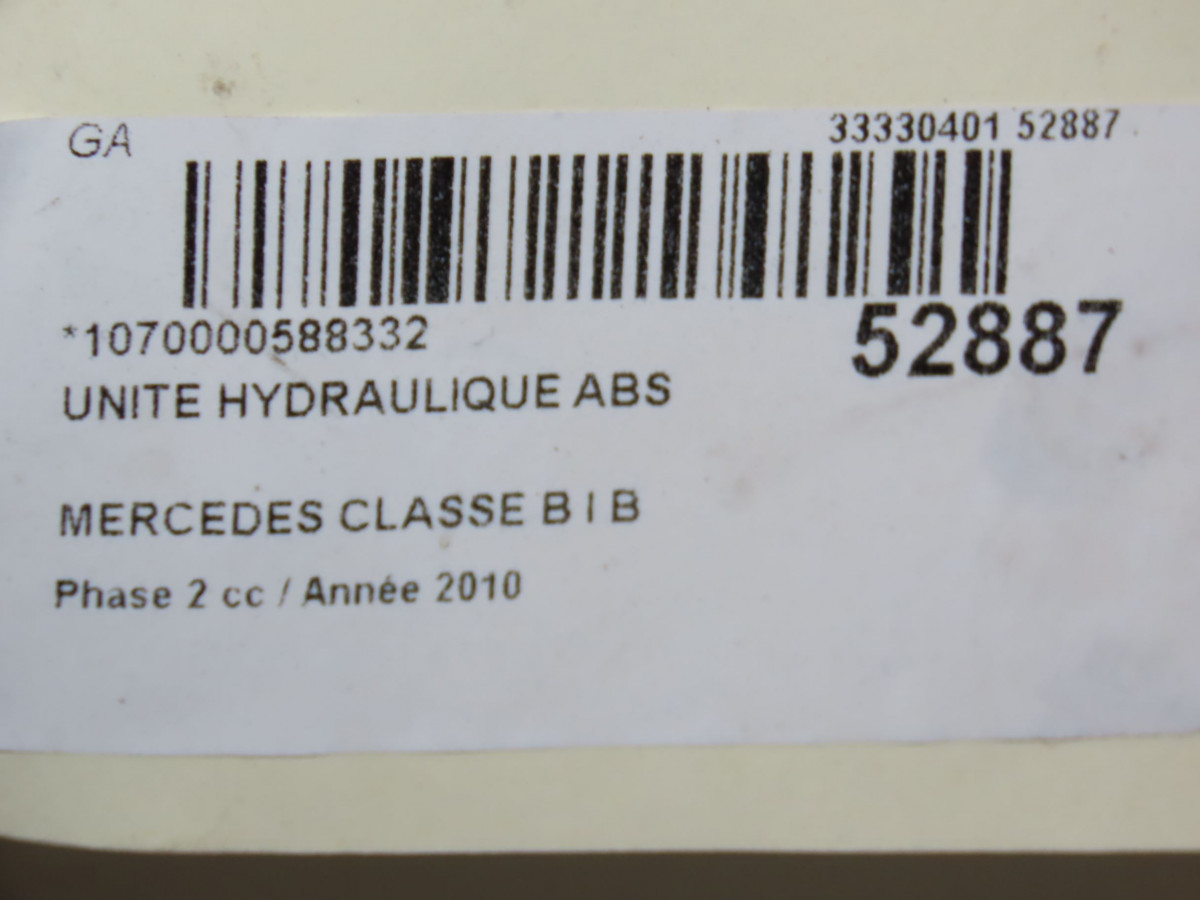 GA
33330401 52887
*1070000588332
52887
UNITE HYDRAULIQUE ABS
MERCEDES CLASSE B I B
Phase 2 cc / Année 2010